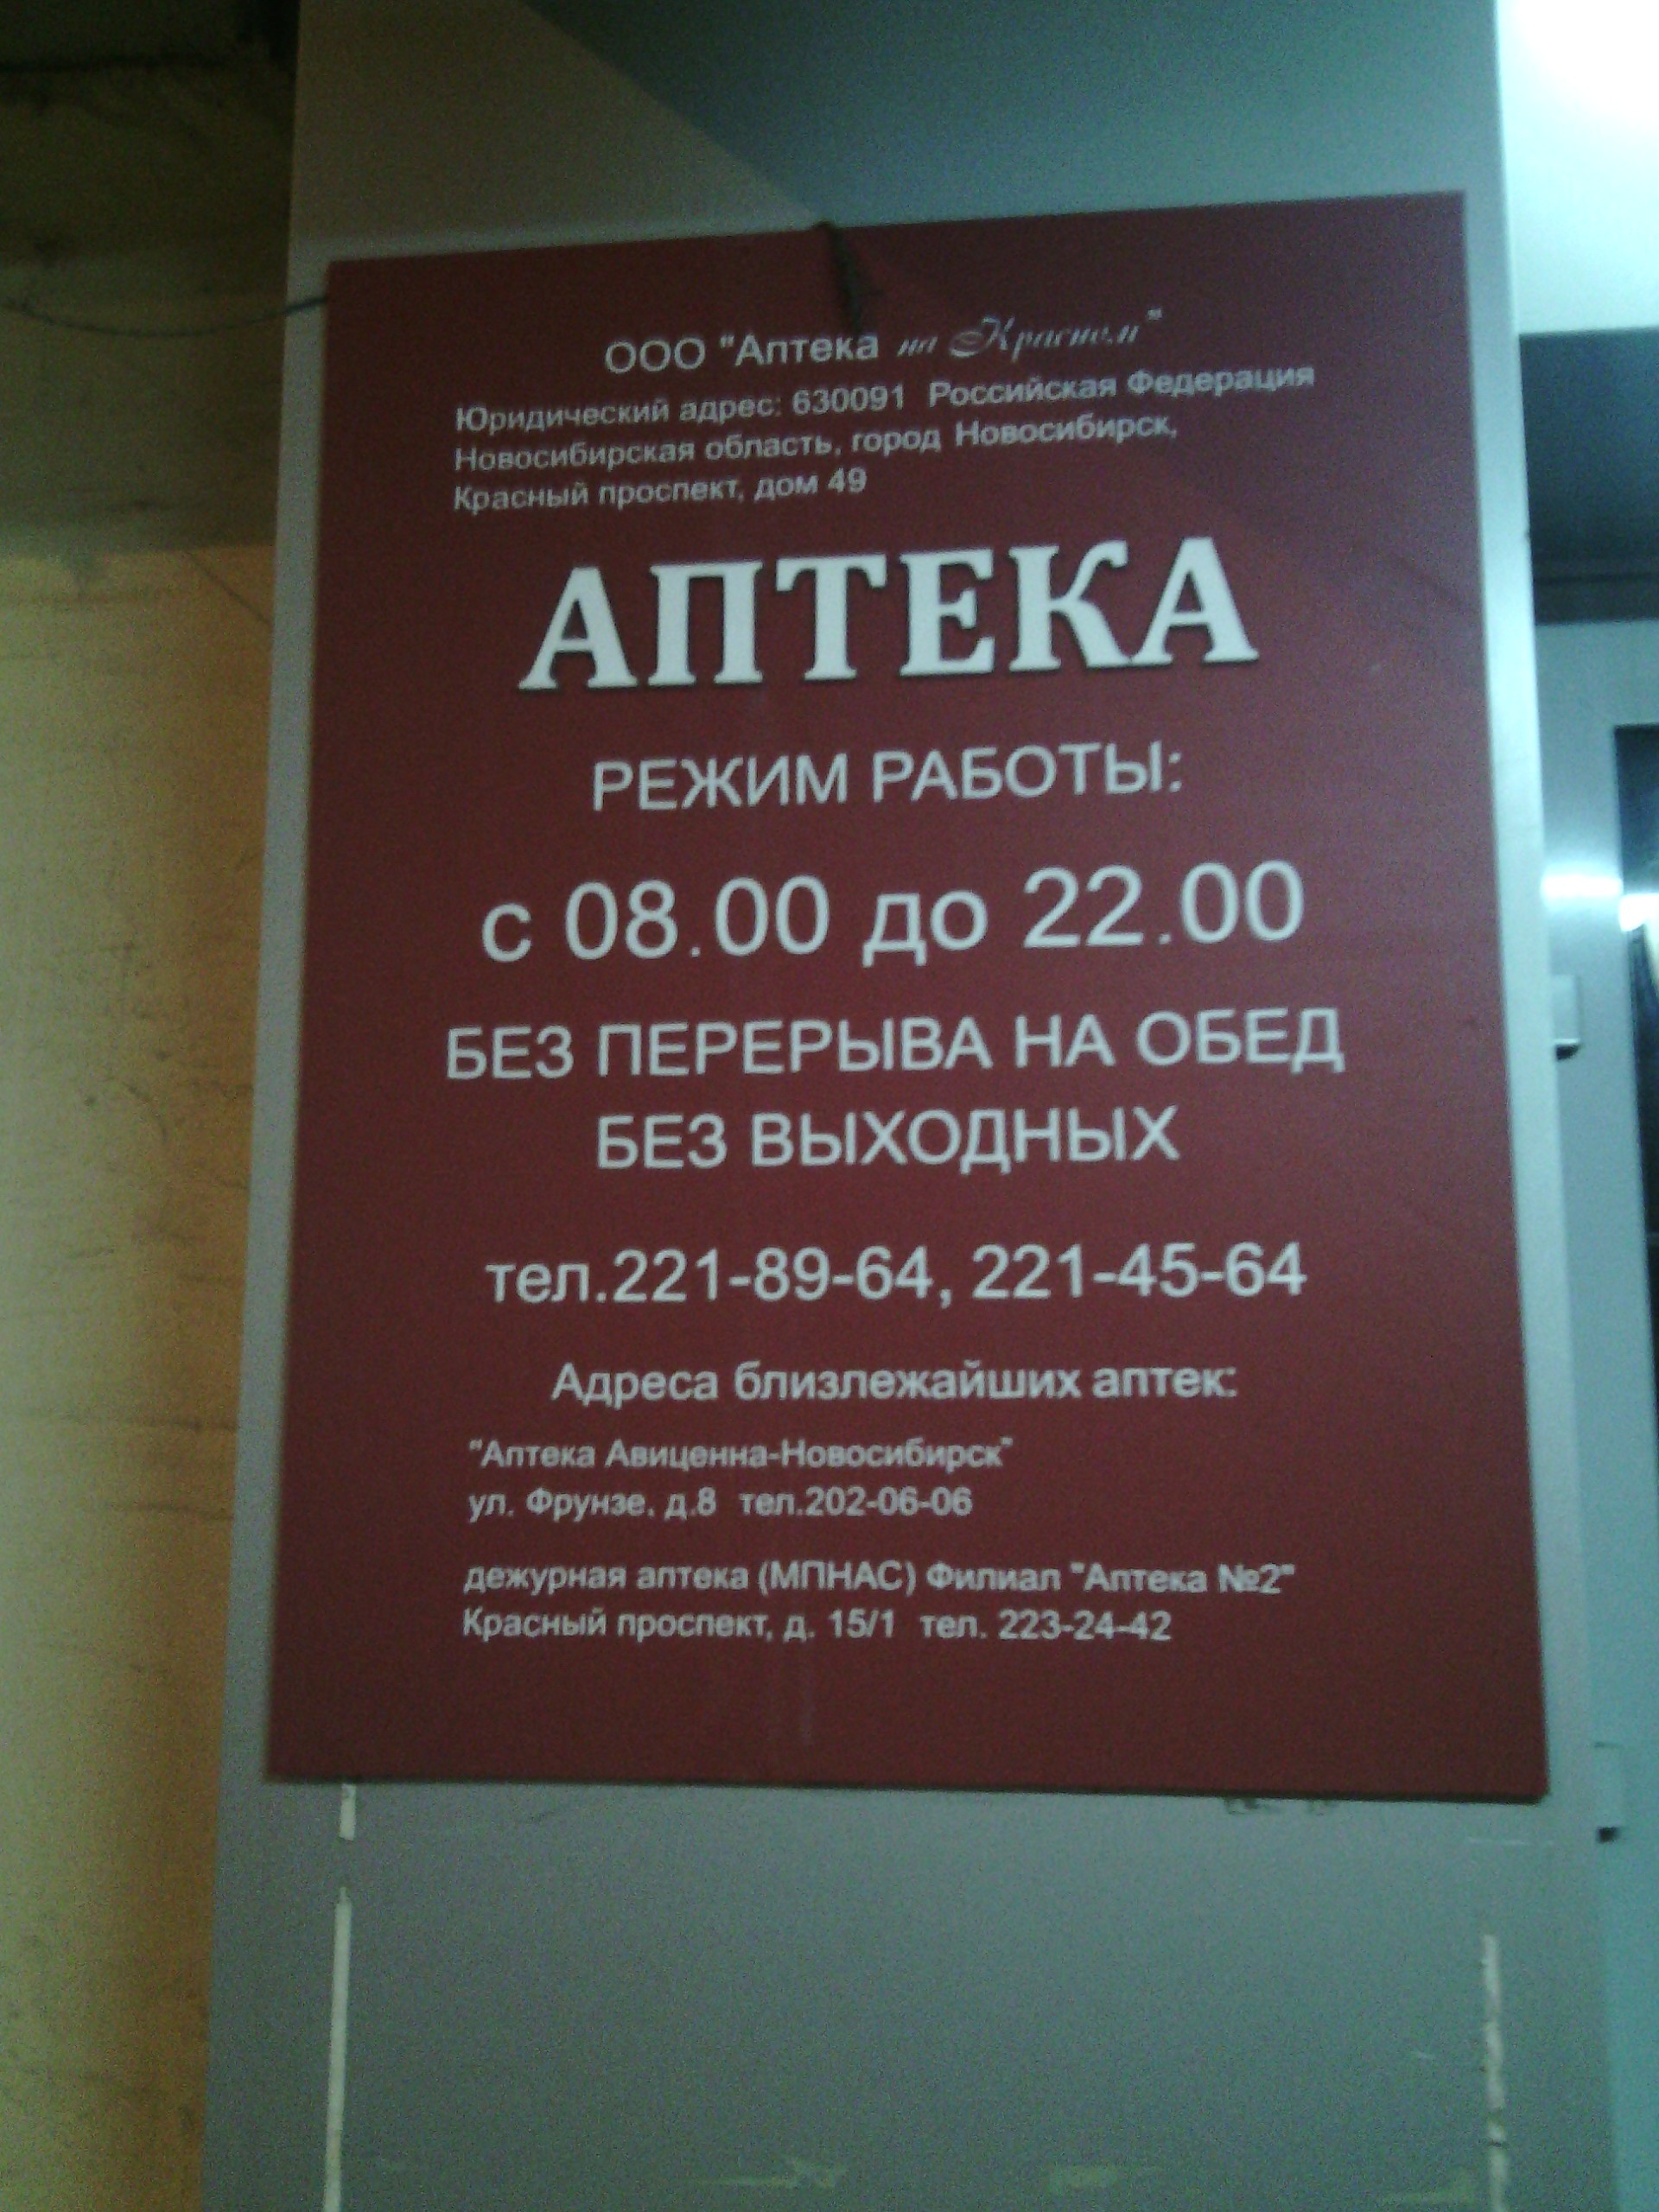 ООО "Аптека на Красном"
Юридический адрес: 630091 Российская Федерация
Новосибирская область, город Новосибирск,
Красный проспект, дом 49
АПТЕКА
РЕЖИМ РАБОТЫ:
с 08.00 до 22.00
БЕЗ ПЕРЕРЫВА НА ОБЕД
БЕЗ ВЫХОДНЫХ
тел.221-89-64, 221-45-64
Адреса близлежайших аптек:
"Аптека Авиценна-Новосибирск"
ул. Фрунзе, д.8 тел.202-06-06
дежурная аптека (МПНАС) Филиал "Аптека №2"
Красный проспект, д. 15/1 тел. 223-24-42